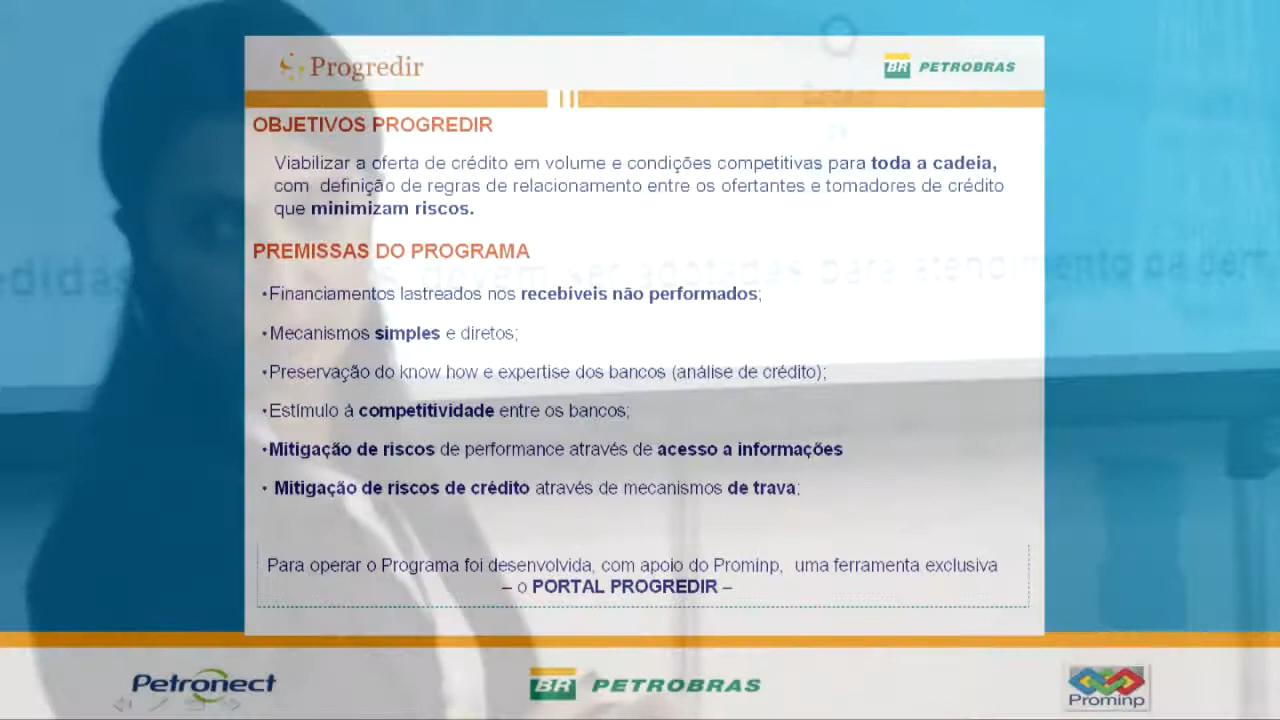 Progredir
BR PETROBRAS
OBJETIVOS PROGREDIR
Viabilizar a oferta de crédito em volume e condições competitivas para toda a cadeia,
com definição de regras de relacionamento entre os ofertantes e tomadores de crédito
que minimizam riscos.
PREMISSAS DO PROGRAMA
•Financiamentos lastreados nos recebíveis não performados;
•Mecanismos simples e diretos;
•Preservação do know how e expertise dos bancos (análise de crédito);
•Estímulo à competitividade entre os bancos;
•Mitigação de riscos de performance através de acesso a informações
• Mitigação de riscos de crédito através de mecanismos de trava;
Para operar o Programa foi desenvolvida, com apoio do Prominp, uma ferramenta exclusiva
– o PORTAL PROGREDIR –
Petronect
BR PETROBRAS
Prominp